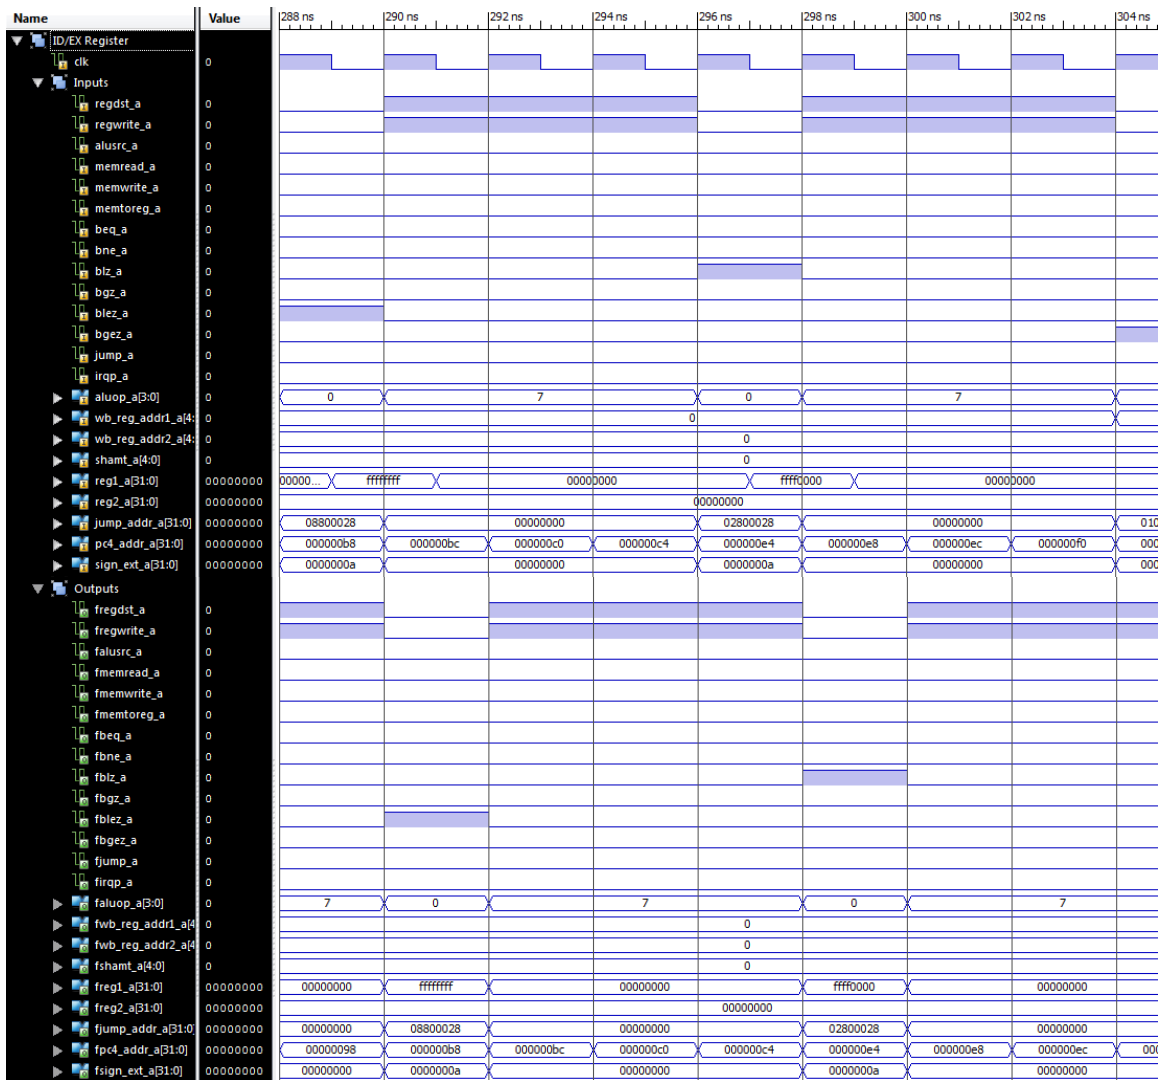 Name Value 288 ns 290 ns 292 ns 294 ns 296 ns 298 ns 300 ns 302 ns 304 ns
ID/EX Register
clk 0
Inputs
regdst_a 0
regwrite_a 0
alusrc_a 0
memread_a 0
memwrite_a 0
memtoreg_a 0
beq_a 0
bne_a 0
blz_a 0
bgz_a 0
blez_a 0
bgez_a 0
jump_a 0
irqp_a 0
aluop_a[3:0] 0 0 7 0 7
wb_reg_addr1_a[4: 0 0
wb_reg_addr2_a[4: 0 0
shamt_a[4:0] 0 0
reg1_a[31:0] 00000000 00000... ffffffff 00000000 ffff0000 00000000
reg2_a[31:0] 00000000 00000000
jump_addr_a[31:0] 00000000 08800028 00000000 02800028 00000000 010
pc4_addr_a[31:0] 00000000 000000b8 000000bc 000000c0 000000c4 000000e4 000000e8 000000ec 000000f0 000
sign_ext_a[31:0] 00000000 0000000a 00000000 0000000a 00000000 000
Outputs
fregdst_a 0
fregwrite_a 0
falusrc_a 0
fmemread_a 0
fmemwrite_a 0
fmemtoreg_a 0
fbeq_a 0
fbne_a 0
fblz_a 0
fbgz_a 0
fblez_a 0
fbgez_a 0
fjump_a 0
firqp_a 0
faluop_a[3:0] 0 7 0 7 0 7
fwb_reg_addr1_a[4 0 0
fwb_reg_addr2_a[4 0 0
fshamt_a[4:0] 0 0
freg1_a[31:0] 00000000 00000000 ffffffff 00000000 ffff0000 00000000
freg2_a[31:0] 00000000 00000000
fjump_addr_a[31:0 00000000 00000000 08800028 00000000 02800028 00000000
fpc4_addr_a[31:0] 00000000 00000098 000000b8 000000bc 000000c0 000000c4 000000e4 000000e8 000000ec 000
fsign_ext_a[31:0] 00000000 00000000 0000000a 00000000 0000000a 00000000